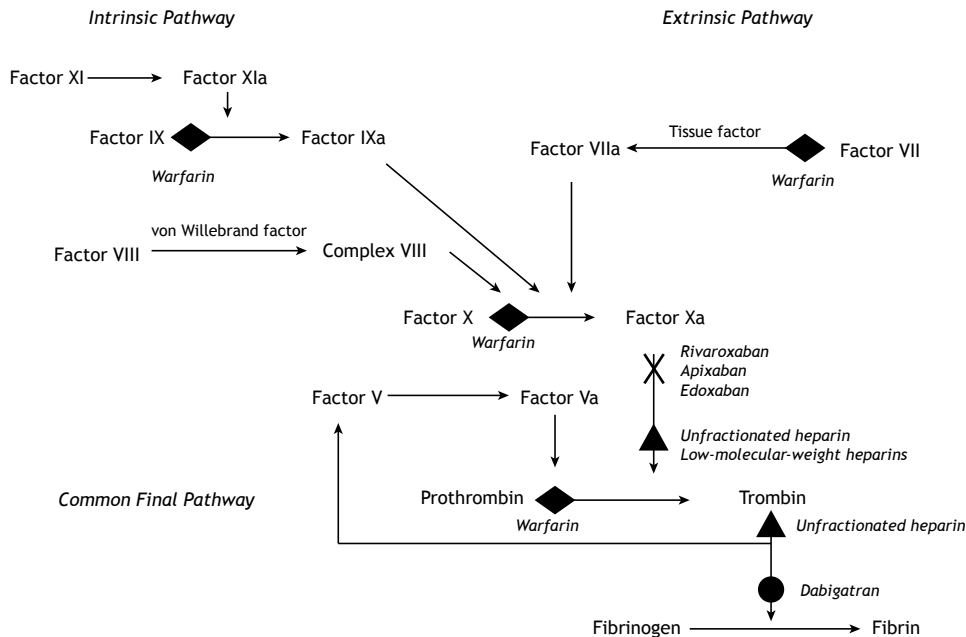 Intrinsic Pathway
Extrinsic Pathway
Factor XI
Factor XIa
Factor IX
Factor IXa
Warfarin
Tissue factor
Factor VIIa
Factor VII
Warfarin
von Willebrand factor
Factor VIII
Complex VIII
Factor X
Factor Xa
Warfarin
Rivaroxaban
Apixaban
Edoxaban
Factor V
Factor Va
Unfractionated heparin
Low-molecular-weight heparins
Common Final Pathway
Prothrombin
Trombin
Warfarin
Unfractionated heparin
Dabigatran
Fibrinogen
Fibrin